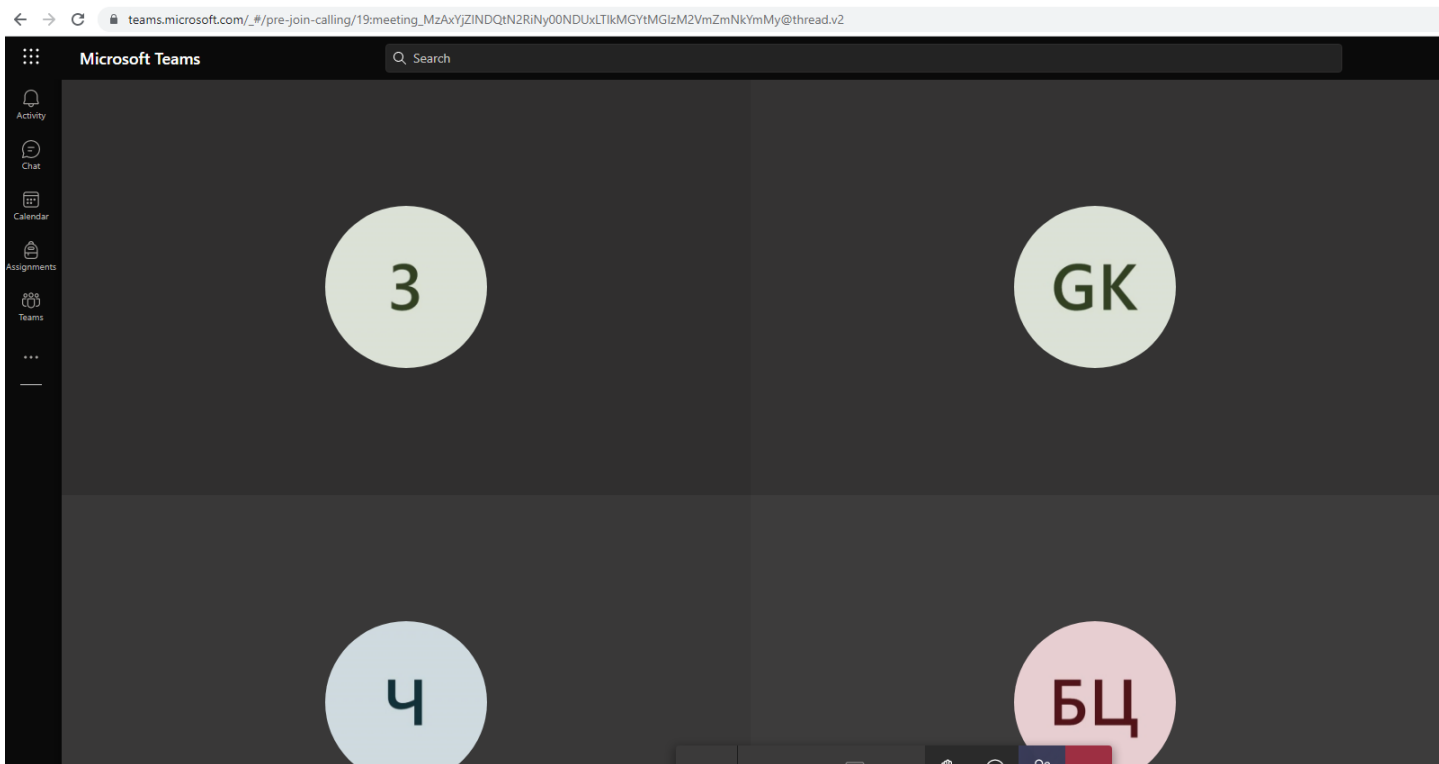 teams.microsoft.com/_#/pre-join-calling/19:meeting_MzAxYjZlNDQtN2RiNy00NDUxLTlkMGYtMGIzM2VmZmNkYmMy@thread.v2
Microsoft Teams
Search
Activity
Chat
Calendar
Assignments
Teams
З
GK
Ч
БЦ